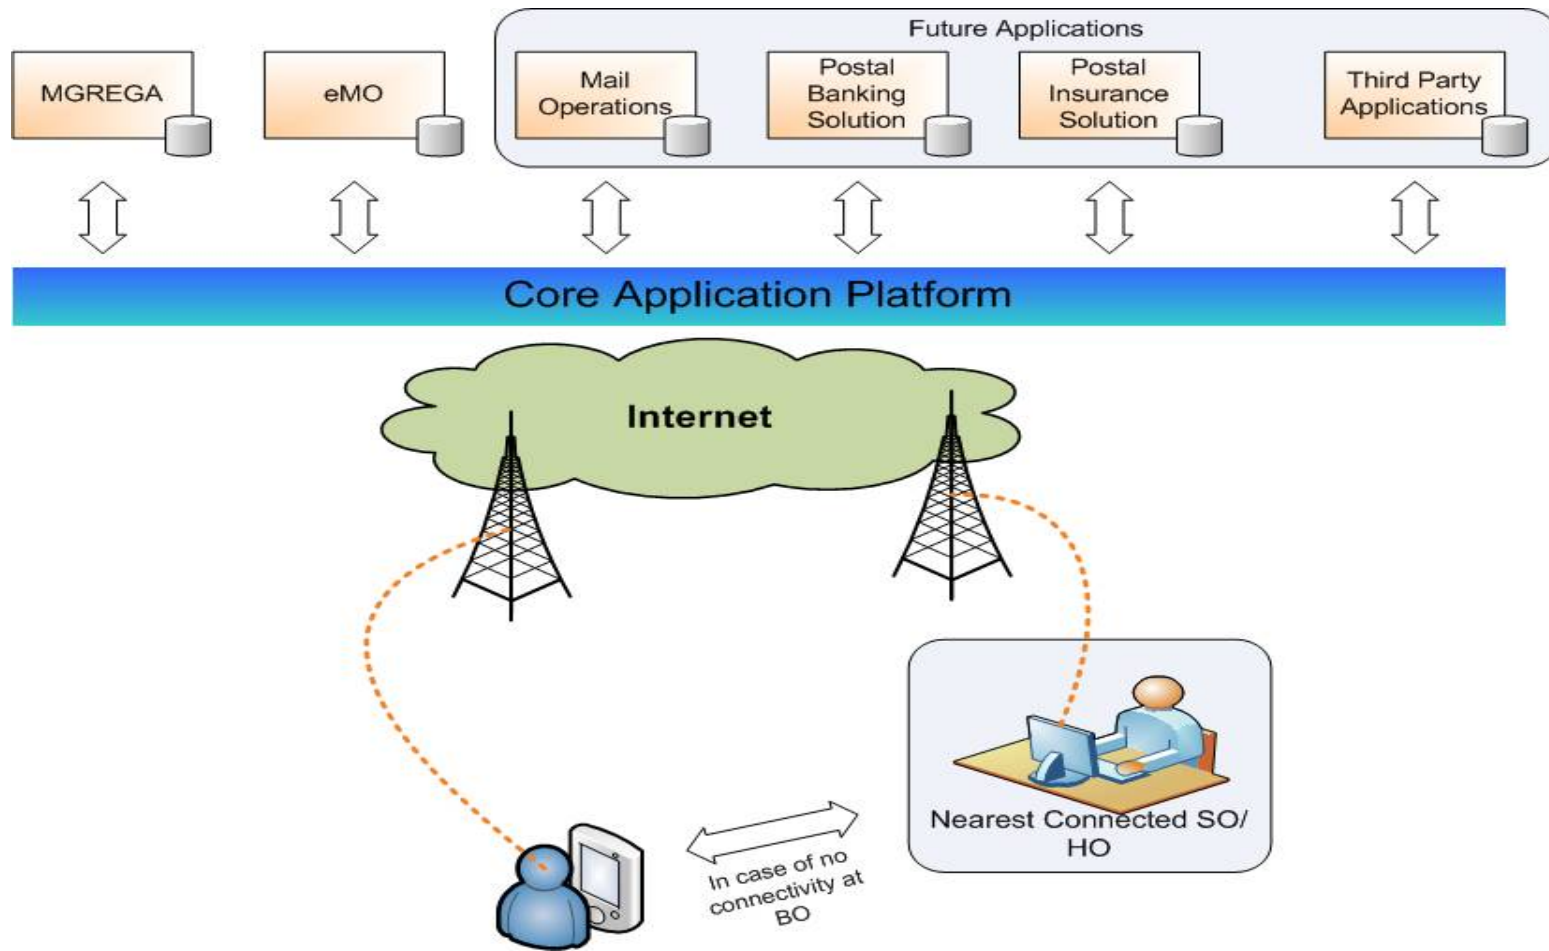 Future Applications
MGREGA
eMO
Mail
Operations
Postal
Banking
Solution
Postal
Insurance
Solution
Third Party
Applications
Core Application Platform
Internet
Nearest Connected SO/
HO
In case of no
connectivity at
BO